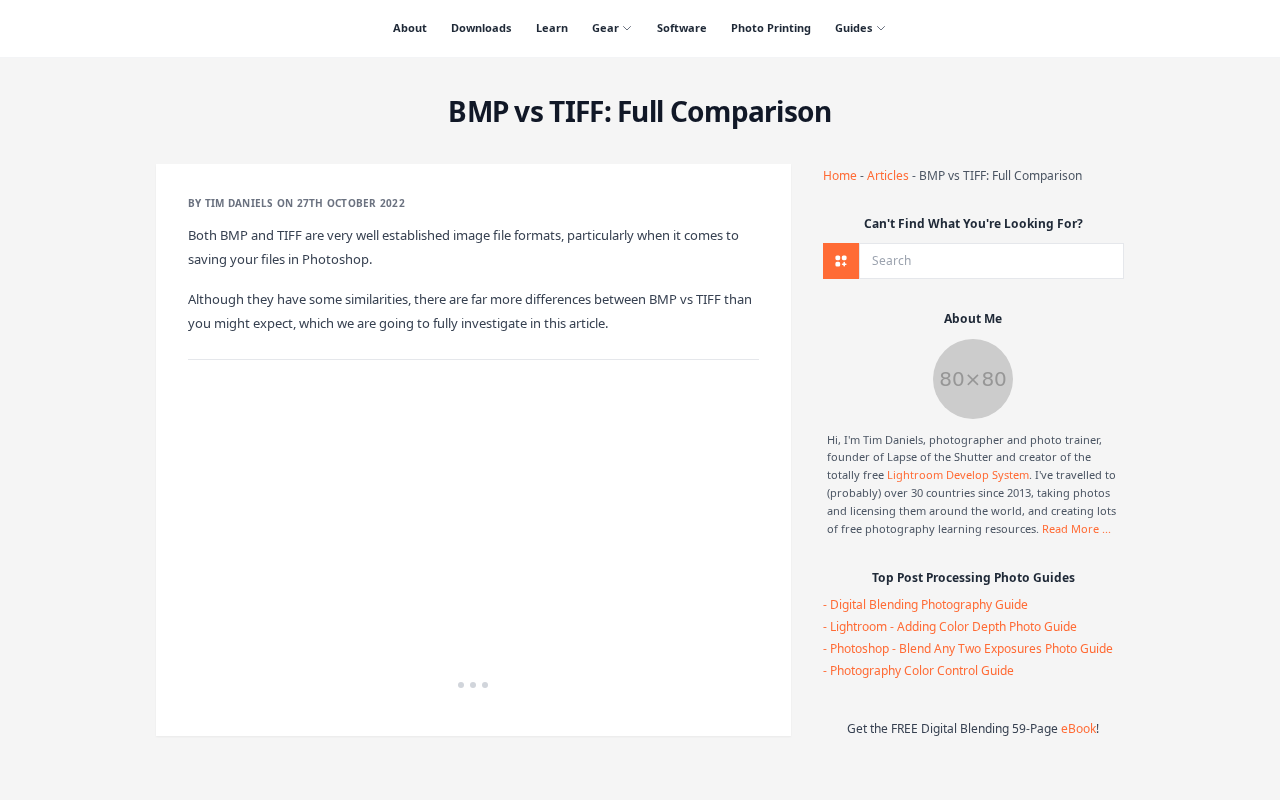 About Downloads Learn Gear Software Photo Printing Guides
BMP vs TIFF: Full Comparison
BY TIM DANIELS ON 27TH OCTOBER 2022
Both BMP and TIFF are very well established image file formats, particularly when it comes to
saving your files in Photoshop.
Although they have some similarities, there are far more differences between BMP vs TIFF than
you might expect, which we are going to fully investigate in this article.
Home - Articles - BMP vs TIFF: Full Comparison
Can't Find What You're Looking For?
Search
About Me
80×80
Hi, I'm Tim Daniels, photographer and photo trainer,
founder of Lapse of the Shutter and creator of the
totally free Lightroom Develop System. I've travelled to
(probably) over 30 countries since 2013, taking photos
and licensing them around the world, and creating lots
of free photography learning resources. Read More ...
Top Post Processing Photo Guides
- Digital Blending Photography Guide
- Lightroom - Adding Color Depth Photo Guide
- Photoshop - Blend Any Two Exposures Photo Guide
- Photography Color Control Guide
Get the FREE Digital Blending 59-Page eBook!